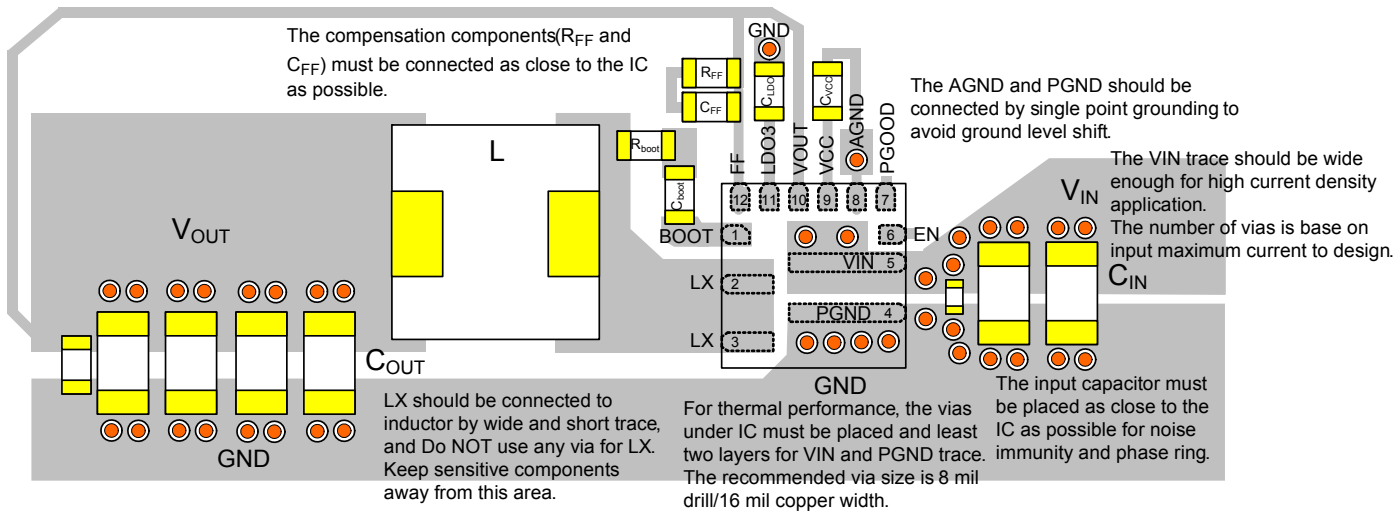 The compensation components(RFF and
CFF) must be connected as close to the IC
as possible.
GND
RFF
CFF
CLDO
CVCC
AGND
The AGND and PGND should be
connected by single point grounding to
avoid ground level shift.
The VIN trace should be wide
enough for high current density
application.
The number of vias is base on
input maximum current to design.
L
Rboot
Cboot
FF
LDO3
VOUT
VCC
PGOOD
12
11
10
9
8
7
VIN
VOUT
BOOT 1
6 EN
VIN 5
LX 2
CIN
PGND 4
LX 3
COUT
GND
GND
LX should be connected to
inductor by wide and short trace,
and Do NOT use any via for LX.
Keep sensitive components
away from this area.
For thermal performance, the vias
under IC must be placed and least
two layers for VIN and PGND trace.
The recommended via size is 8 mil
drill/16 mil copper width.
The input capacitor must
be placed as close to the
IC as possible for noise
immunity and phase ring.